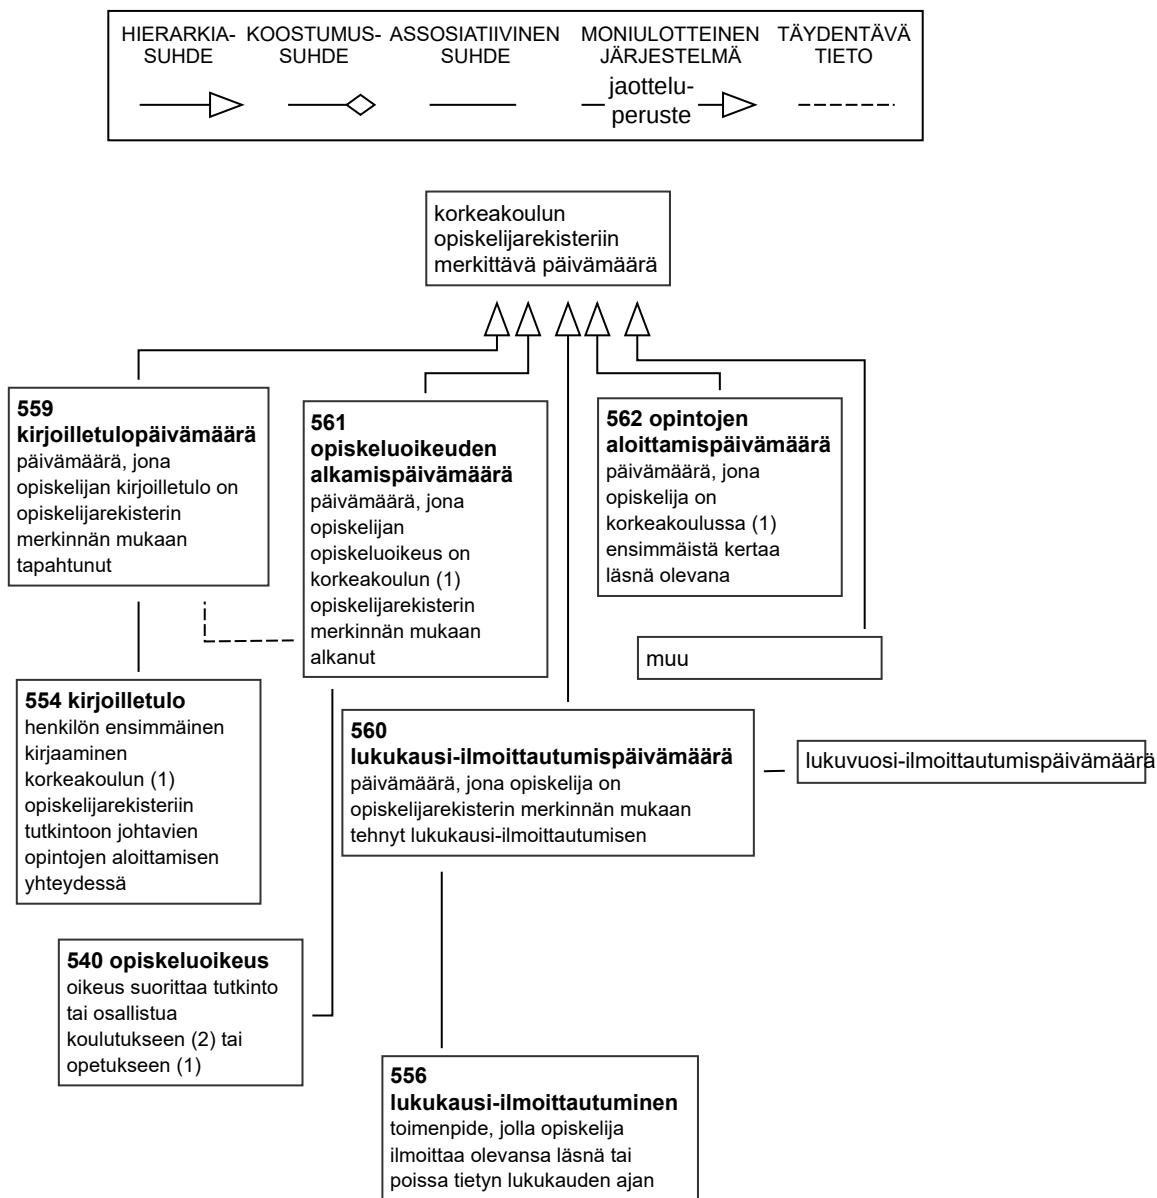 HIERARKIA-
SUHDE
KOOSTUMUS-
SUHDE
ASSOSIATIIVINEN
SUHDE
MONIULOTTEINEN
JÄRJESTELMÄ
TÄYDENTÄVÄ
TIETO
jaottelu-
peruste
korkeakoulun
opiskelijarekisteriin
merkittävä päivämäärä
559
kirjoilletulopäivämäärä
päivämäärä, jona
opiskelijan kirjoilletulo on
opiskelijarekisterin
merkinnän mukaan
tapahtunut
561
opiskeluoikeuden
alkamispäivämäärä
päivämäärä, jona
opiskelijan
opiskeluoikeus on
korkeakoulun (1)
opiskelijarekisterin
merkinnän mukaan
alkanut
562 opintojen
aloittamispäivämäärä
päivämäärä, jona
opiskelija on
korkeakoulussa (1)
ensimmäistä kertaa
läsnä olevana
muu
554 kirjoilletulo
henkilön ensimmäinen
kirjaaminen
korkeakoulun (1)
opiskelijarekisteriin
tutkintoon johtavien
opintojen aloittamisen
yhteydessä
560
lukukausi-ilmoittautumispäivämäärä
päivämäärä, jona opiskelija on
opiskelijarekisterin merkinnän mukaan
tehnyt lukukausi-ilmoittautumisen
lukuvuosi-ilmoittautumispäivämäärä
540 opiskeluoikeus
oikeus suorittaa tutkinto
tai osallistua
koulutukseen (2) tai
opetukseen (1)
556
lukukausi-ilmoittautuminen
toimenpide, jolla opiskelija
ilmoittaa olevansa läsnä tai
poissa tietyn lukukauden ajan